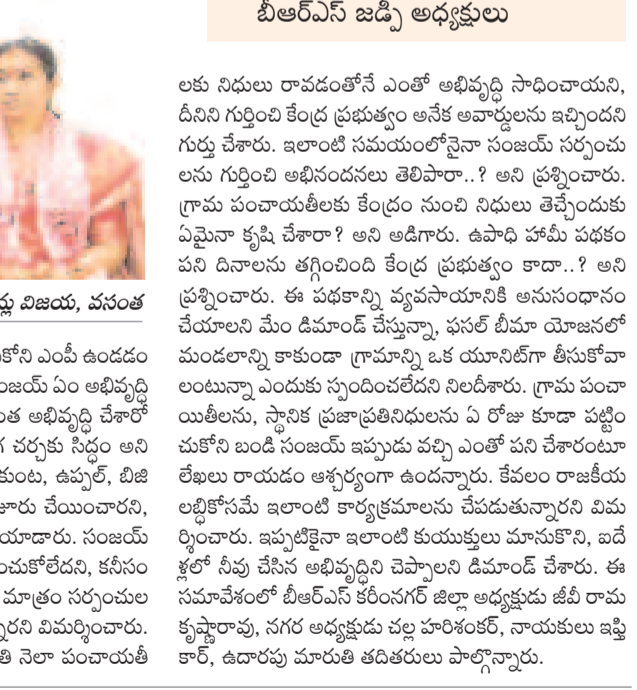 బీఆర్ఎస్ జడ్పీ అధ్యక్షులు
విజయ, వసంత
కోని ఎంపీ ఉండడం
ంజయ్ ఏం అభివృద్ధి
ంత అభివృద్ధి చేశారో
చర్చకు సిద్ధం అని
కుంట, ఉప్పల్, బిజి
జూరు చేయించారని,
యాడారు. సంజయ్
ంచుకోలేదని, కనీసం
మాత్రం సర్పంచుల
్నరని విమర్శించారు.
తి నెలా పంచాయతీ
లకు నిధులు రావడంతోనే ఎంతో అభివృద్ధి సాధించాయని,
దీనిని గుర్తించి కేంద్ర ప్రభుత్వం అనేక అవార్డులను ఇచ్చిందని
గుర్తు చేశారు. ఇలాంటి సమయంలోనైనా సంజయ్ సర్పంచు
లను గుర్తించి అభినందనలు తెలిపారా..? అని ప్రశ్నించారు.
గ్రామ పంచాయతీలకు కేంద్రం నుంచి నిధులు తెచ్చేందుకు
ఏమైనా కృషి చేశారా? అని అడిగారు. ఉపాధి హామీ పథకం
పని దినాలను తగ్గించింది కేంద్ర ప్రభుత్వం కాదా..? అని
ప్రశ్నించారు. ఈ పథకాన్ని వ్యవసాయానికి అనుసంధానం
చేయాలని మేం డిమాండ్ చేస్తున్నా, ఫసల్ బీమా యోజనలో
మండలాన్ని కాకుండా గ్రామాన్ని ఒక యూనిట్‌గా తీసుకోవా
లంటున్నా ఎందుకు స్పందించలేదని నిలదీశారు. గ్రామ పంచా
యితీలను, స్థానిక ప్రజాప్రతినిధులను ఏ రోజు కూడా పట్టిం
చుకోని బండి సంజయ్ ఇప్పుడు వచ్చి ఎంతో పని చేశారంటూ
లేఖలు రాయడం ఆశ్చర్యంగా ఉందన్నారు. కేవలం రాజకీయ
లబ్ధికోసమే ఇలాంటి కార్యక్రమాలను చేపడుతున్నారని విమ
ర్శించారు. ఇప్పటికైనా ఇలాంటి కుయుక్తులు మానుకొని, ఐదే
ళ్లలో నీవు చేసిన అభివృద్ధిని చెప్పాలని డిమాండ్ చేశారు. ఈ
సమావేశంలో బీఆర్ఎస్ కరీంనగర్ జిల్లా అధ్యక్షుడు జీవీ రామ
కృష్ణారావు, నగర అధ్యక్షుడు చల్ల హరిశంకర్, నాయకులు ఇఫ్తి
కార్, ఉదారపు మారుతి తదితరులు పాల్గొన్నారు.